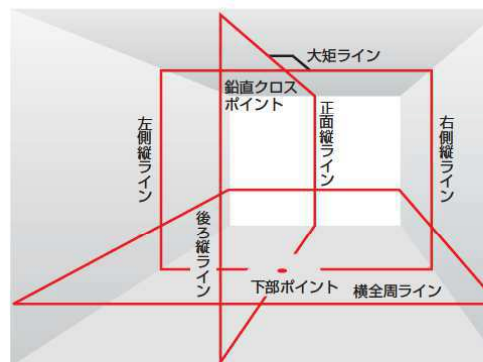 大矩ライン
鉛直クロス
ポイント
左側縦ライン
正面縦ライン
右側縦ライン
後ろ縦ライン
下部ポイント
横全周ライン